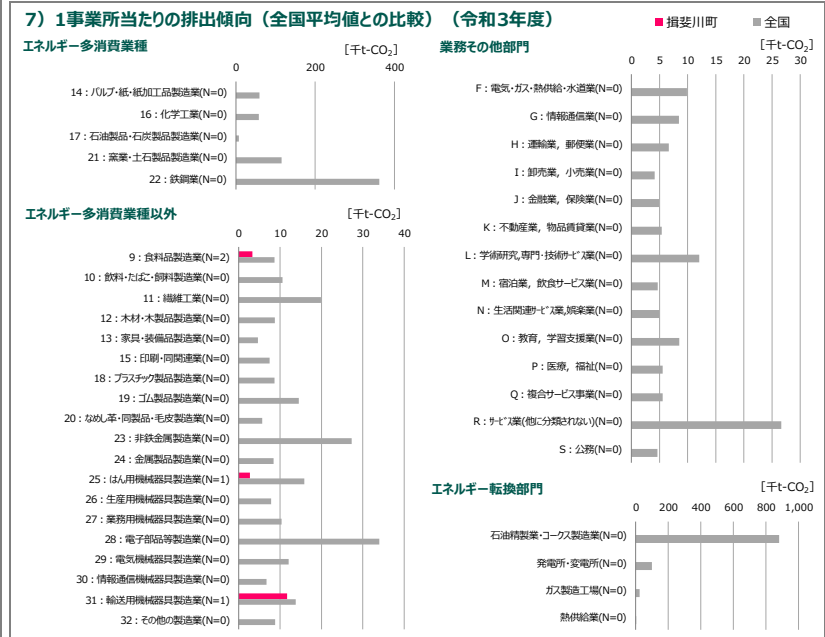 7）1事業所当たりの排出傾向（全国平均値との比較）（令和3年度）
揖斐川町
全国
エネルギー多消費業種
[千t-CO₂]
0 200 400
14：パルプ・紙・紙加工品製造業(N=0)
16：化学工業(N=0)
17：石油製品・石炭製品製造業(N=0)
21：窯業・土石製品製造業(N=0)
22：鉄鋼業(N=0)
エネルギー多消費業種以外
[千t-CO₂]
0 10 20 30 40
9：食料品製造業(N=2)
10：飲料・たばこ・飼料製造業(N=0)
11：繊維工業(N=0)
12：木材・木製品製造業(N=0)
13：家具・装備品製造業(N=0)
15：印刷・同関連業(N=0)
18：プラスチック製品製造業(N=0)
19：ゴム製品製造業(N=0)
20：なめし革・同製品・毛皮製造業(N=0)
23：非鉄金属製造業(N=0)
24：金属製品製造業(N=0)
25：はん用機械器具製造業(N=1)
26：生産用機械器具製造業(N=0)
27：業務用機械器具製造業(N=0)
28：電子部品等製造業(N=0)
29：電気機械器具製造業(N=0)
30：情報通信機械器具製造業(N=0)
31：輸送用機械器具製造業(N=1)
32：その他の製造業(N=0)
業務その他部門
[千t-CO₂]
0 5 10 15 20 25 30
F：電気・ガス・熱供給・水道業(N=0)
G：情報通信業(N=0)
H：運輸業，郵便業(N=0)
I：卸売業，小売業(N=0)
J：金融業，保険業(N=0)
K：不動産業，物品賃貸業(N=0)
L：学術研究,専門・技術サービス業(N=0)
M：宿泊業，飲食サービス業(N=0)
N：生活関連サービス業,娯楽業(N=0)
O：教育，学習支援業(N=0)
P：医療，福祉(N=0)
Q：複合サービス事業(N=0)
R：サービス業(他に分類されない)(N=0)
S：公務(N=0)
エネルギー転換部門
[千t-CO₂]
0 200 400 600 800 1,000
石油精製業・コークス製造業(N=0)
発電所・変電所(N=0)
ガス製造工場(N=0)
熱供給業(N=0)